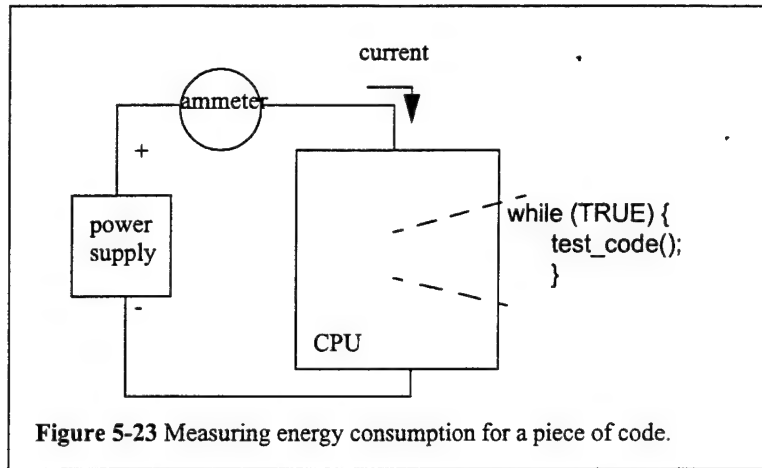 current
ammeter
+
power
supply
-
while (TRUE) {
test_code();
}
CPU
Figure 5-23 Measuring energy consumption for a piece of code.